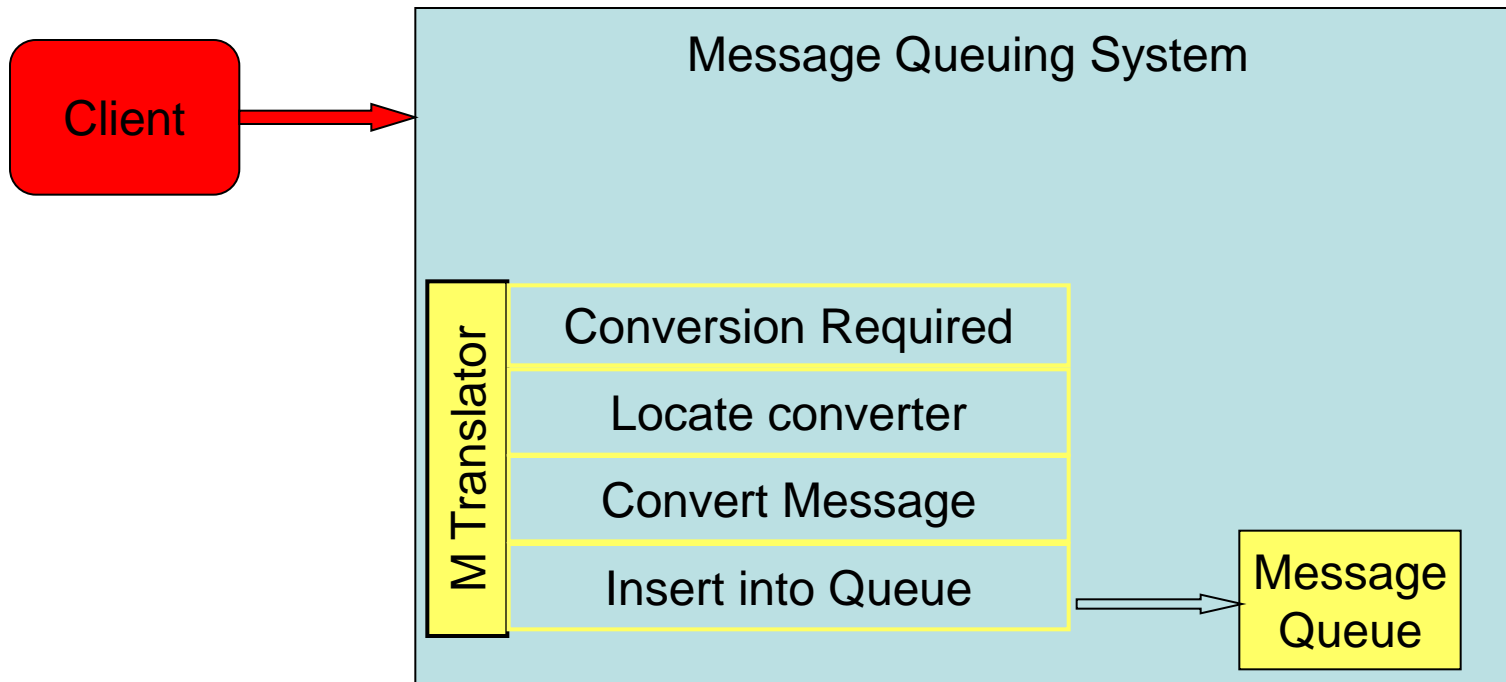 Message Queuing System
Client
M Translator
Conversion Required
Locate converter
Convert Message
Insert into Queue
Message
Queue